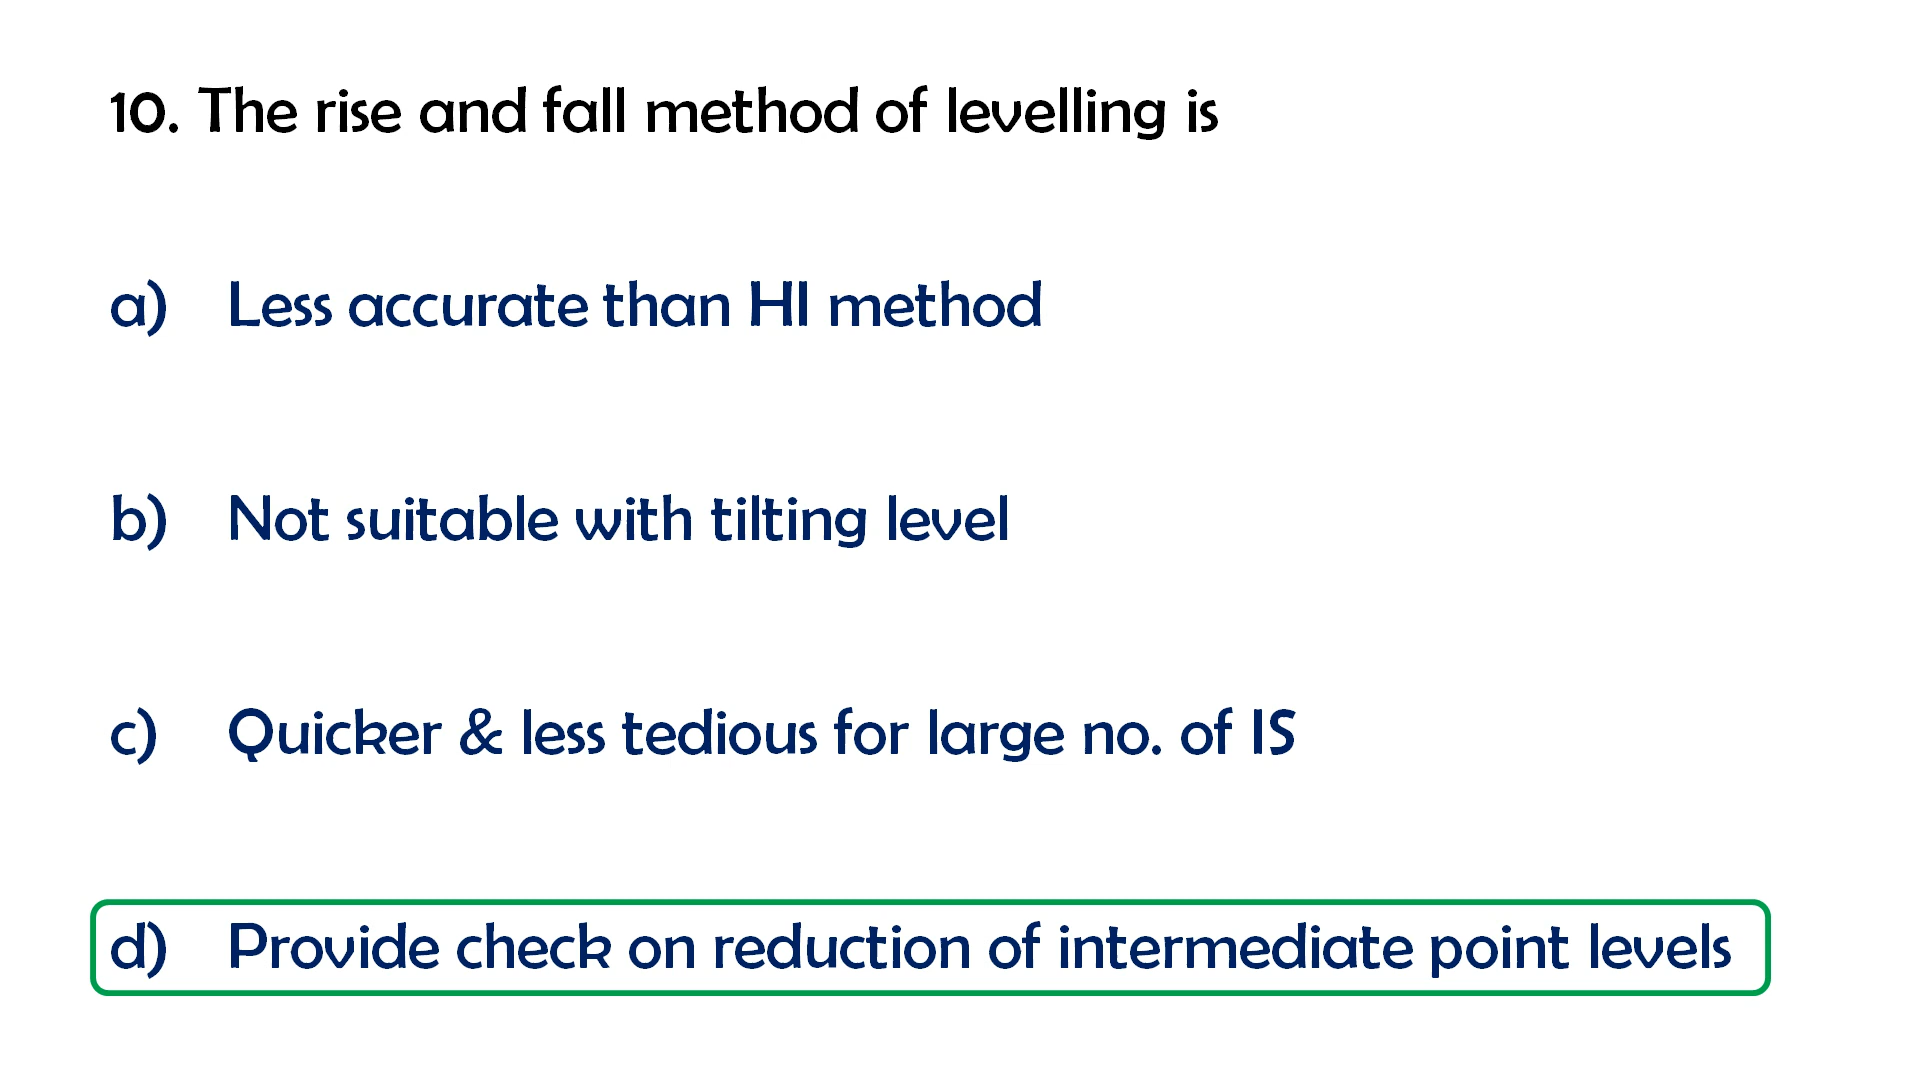 10. The rise and fall method of levelling is
a) Less accurate than HI method
b) Not suitable with tilting level
c) Quicker & less tedious for large no. of IS
d) Provide check on reduction of intermediate point levels